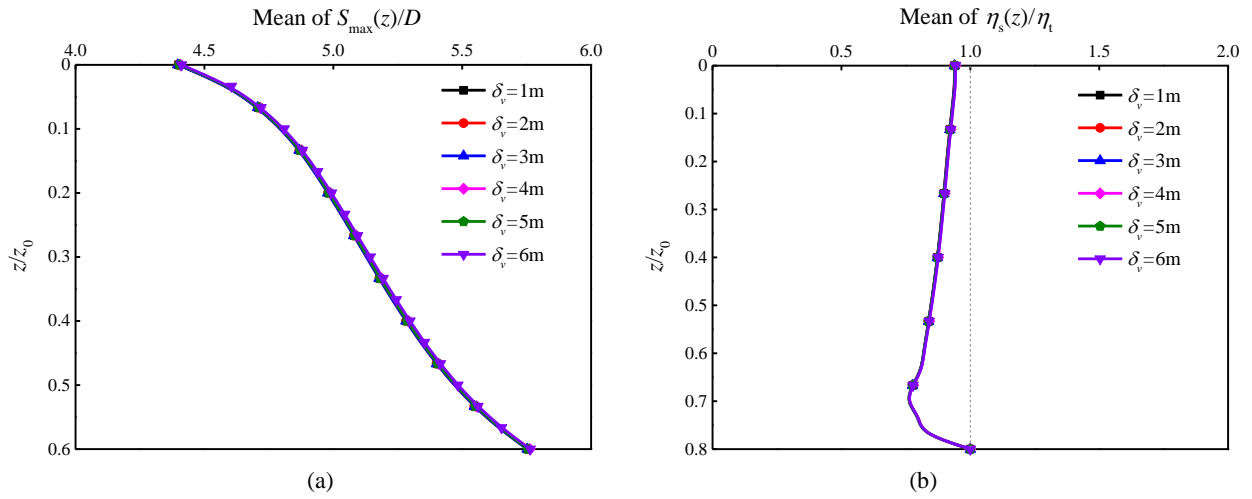 Mean of S_max(z)/D
4.0 4.5 5.0 5.5 6.0
0
0.1
0.2
0.3
0.4
0.5
0.6
z/z_0
δ_v=1m
δ_v=2m
δ_v=3m
δ_v=4m
δ_v=5m
δ_v=6m
(a)
Mean of η_s(z)/η_t
0 0.5 1.0 1.5 2.0
0
0.1
0.2
0.3
0.4
0.5
0.6
0.7
0.8
z/z_0
δ_v=1m
δ_v=2m
δ_v=3m
δ_v=4m
δ_v=5m
δ_v=6m
(b)